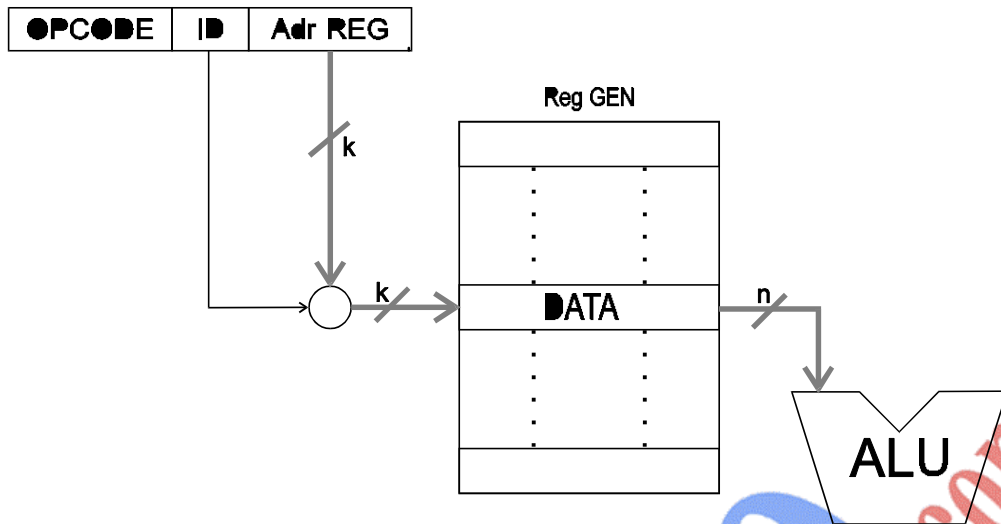 OPCODE ID Adr REG
Reg GEN
k
k
DATA
n
ALU